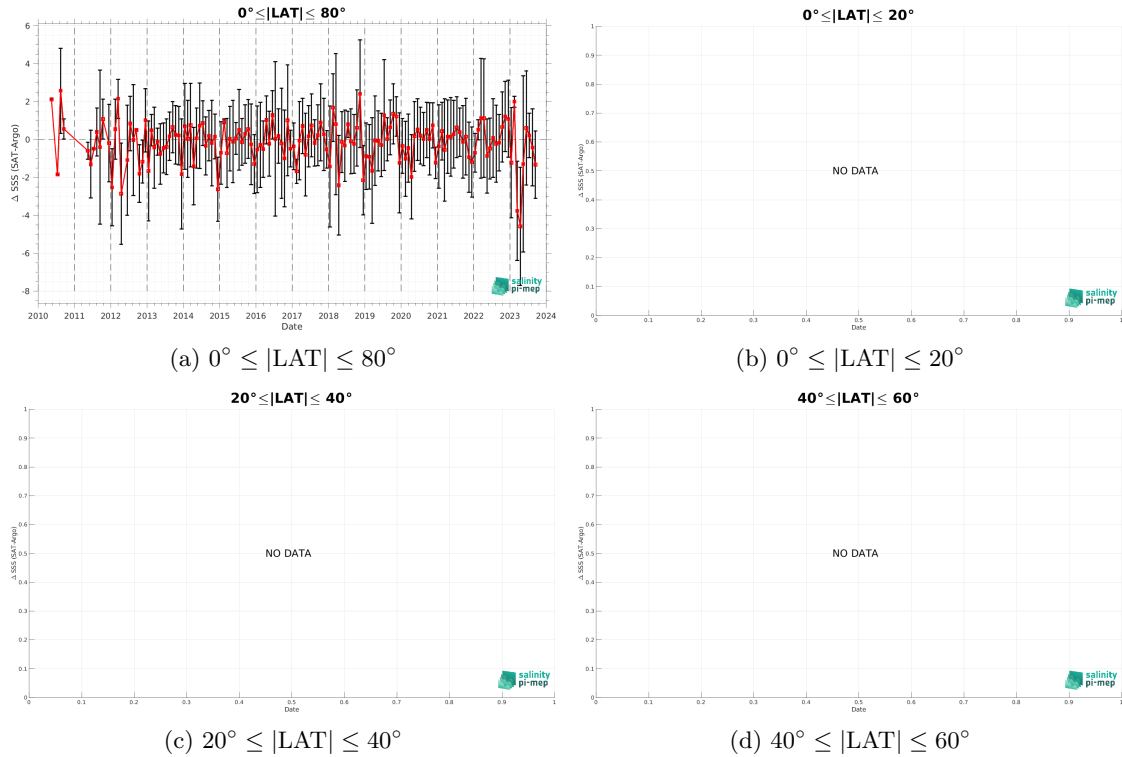 0°≤|LAT|≤ 80°
6
4
2
0
-2
-4
-6
-8
Δ SSS (SAT-Argo)
2010 2011 2012 2013 2014 2015 2016 2017 2018 2019 2020 2021 2022 2023 2024
Date
salinity
pi-mep
(a) 0° ≤ |LAT| ≤ 80°
0°≤|LAT|≤ 20°
1
0.9
0.8
0.7
0.6
0.5
0.4
0.3
0.2
0.1
0
Δ SSS (SAT-Argo)
NO DATA
0 0.1 0.2 0.3 0.4 0.5 0.6 0.7 0.8 0.9 1
Date
salinity
pi-mep
(b) 0° ≤ |LAT| ≤ 20°
20°≤|LAT|≤ 40°
1
0.9
0.8
0.7
0.6
0.5
0.4
0.3
0.2
0.1
0
Δ SSS (SAT-Argo)
NO DATA
0 0.1 0.2 0.3 0.4 0.5 0.6 0.7 0.8 0.9 1
Date
salinity
pi-mep
(c) 20° ≤ |LAT| ≤ 40°
40°≤|LAT|≤ 60°
1
0.9
0.8
0.7
0.6
0.5
0.4
0.3
0.2
0.1
0
Δ SSS (SAT-Argo)
NO DATA
0 0.1 0.2 0.3 0.4 0.5 0.6 0.7 0.8 0.9 1
Date
salinity
pi-mep
(d) 40° ≤ |LAT| ≤ 60°